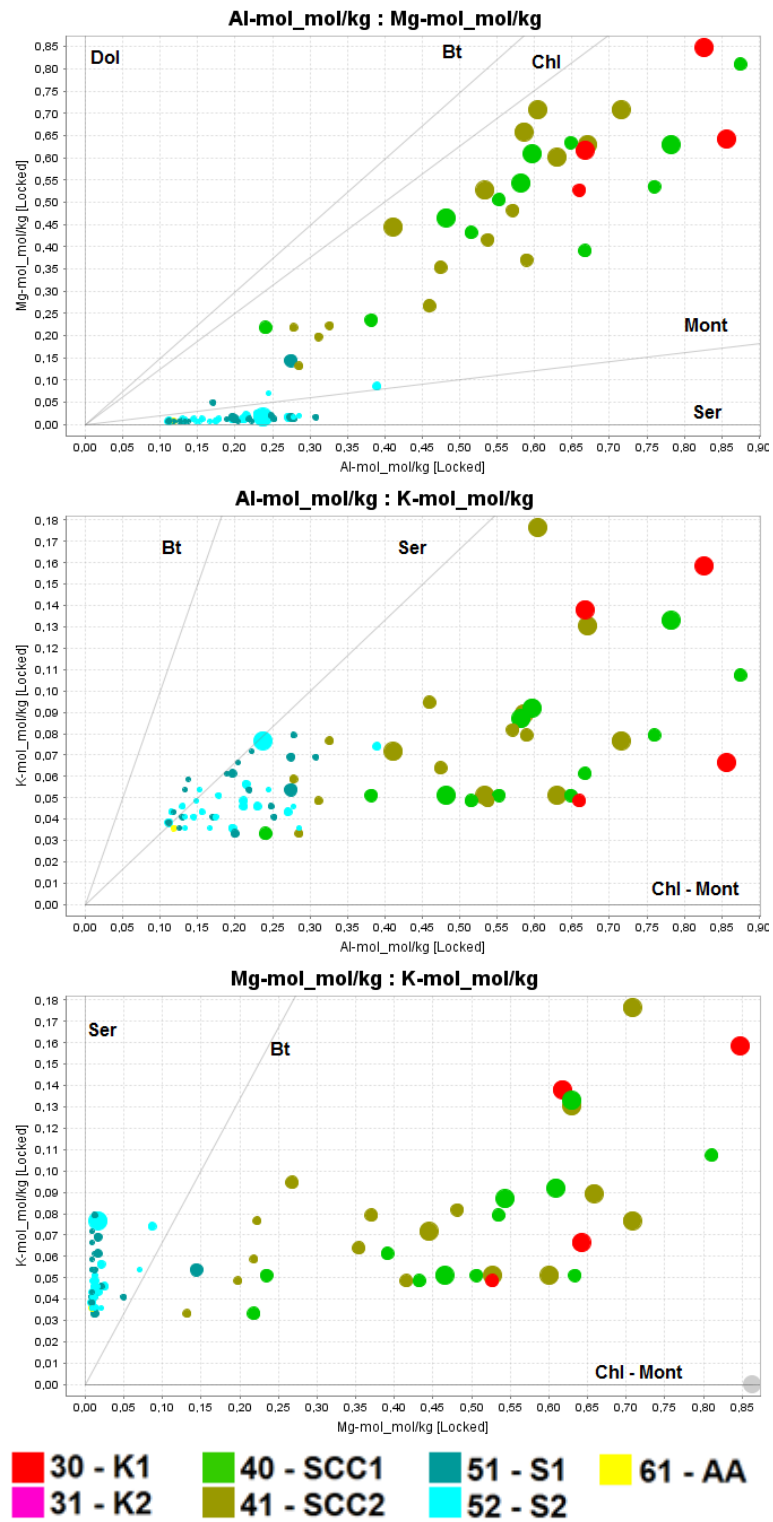 Al-mol_mol/kg : Mg-mol_mol/kg
Mg-mol_mol/kg [Locked]
0,85
0,80
0,75
0,70
0,65
0,60
0,55
0,50
0,45
0,40
0,35
0,30
0,25
0,20
0,15
0,10
0,05
0,00
Dol
Bt
Chl
Mont
Ser
0,00 0,05 0,10 0,15 0,20 0,25 0,30 0,35 0,40 0,45 0,50 0,55 0,60 0,65 0,70 0,75 0,80 0,85 0,90
Al-mol_mol/kg [Locked]
Al-mol_mol/kg : K-mol_mol/kg
K-mol_mol/kg [Locked]
0,18
0,17
0,16
0,15
0,14
0,13
0,12
0,11
0,10
0,09
0,08
0,07
0,06
0,05
0,04
0,03
0,02
0,01
0,00
Bt
Ser
Chl - Mont
0,00 0,05 0,10 0,15 0,20 0,25 0,30 0,35 0,40 0,45 0,50 0,55 0,60 0,65 0,70 0,75 0,80 0,85 0,90
Al-mol_mol/kg [Locked]
Mg-mol_mol/kg : K-mol_mol/kg
K-mol_mol/kg [Locked]
0,18
0,17
0,16
0,15
0,14
0,13
0,12
0,11
0,10
0,09
0,08
0,07
0,06
0,05
0,04
0,03
0,02
0,01
0,00
Ser
Bt
Chl - Mont
0,00 0,05 0,10 0,15 0,20 0,25 0,30 0,35 0,40 0,45 0,50 0,55 0,60 0,65 0,70 0,75 0,80 0,85
Mg-mol_mol/kg [Locked]
30 - K1 40 - SCC1 51 - S1 61 - AA
31 - K2 41 - SCC2 52 - S2